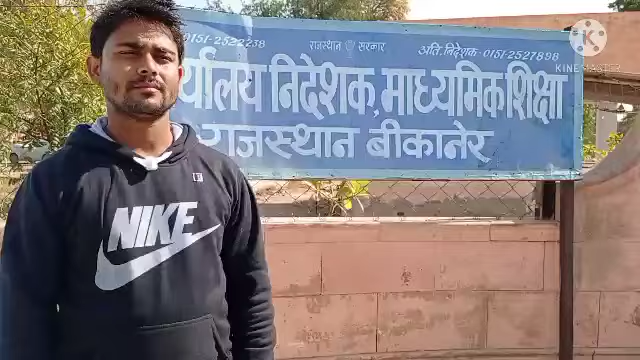 0151-2522238 राजस्थान सरकार अति. निदेशक - 0151-2527898
र्यालय निदेशक, माध्यमिक शिक्षा
राजस्थान बीकानेर
NIKE
KINEMASTER